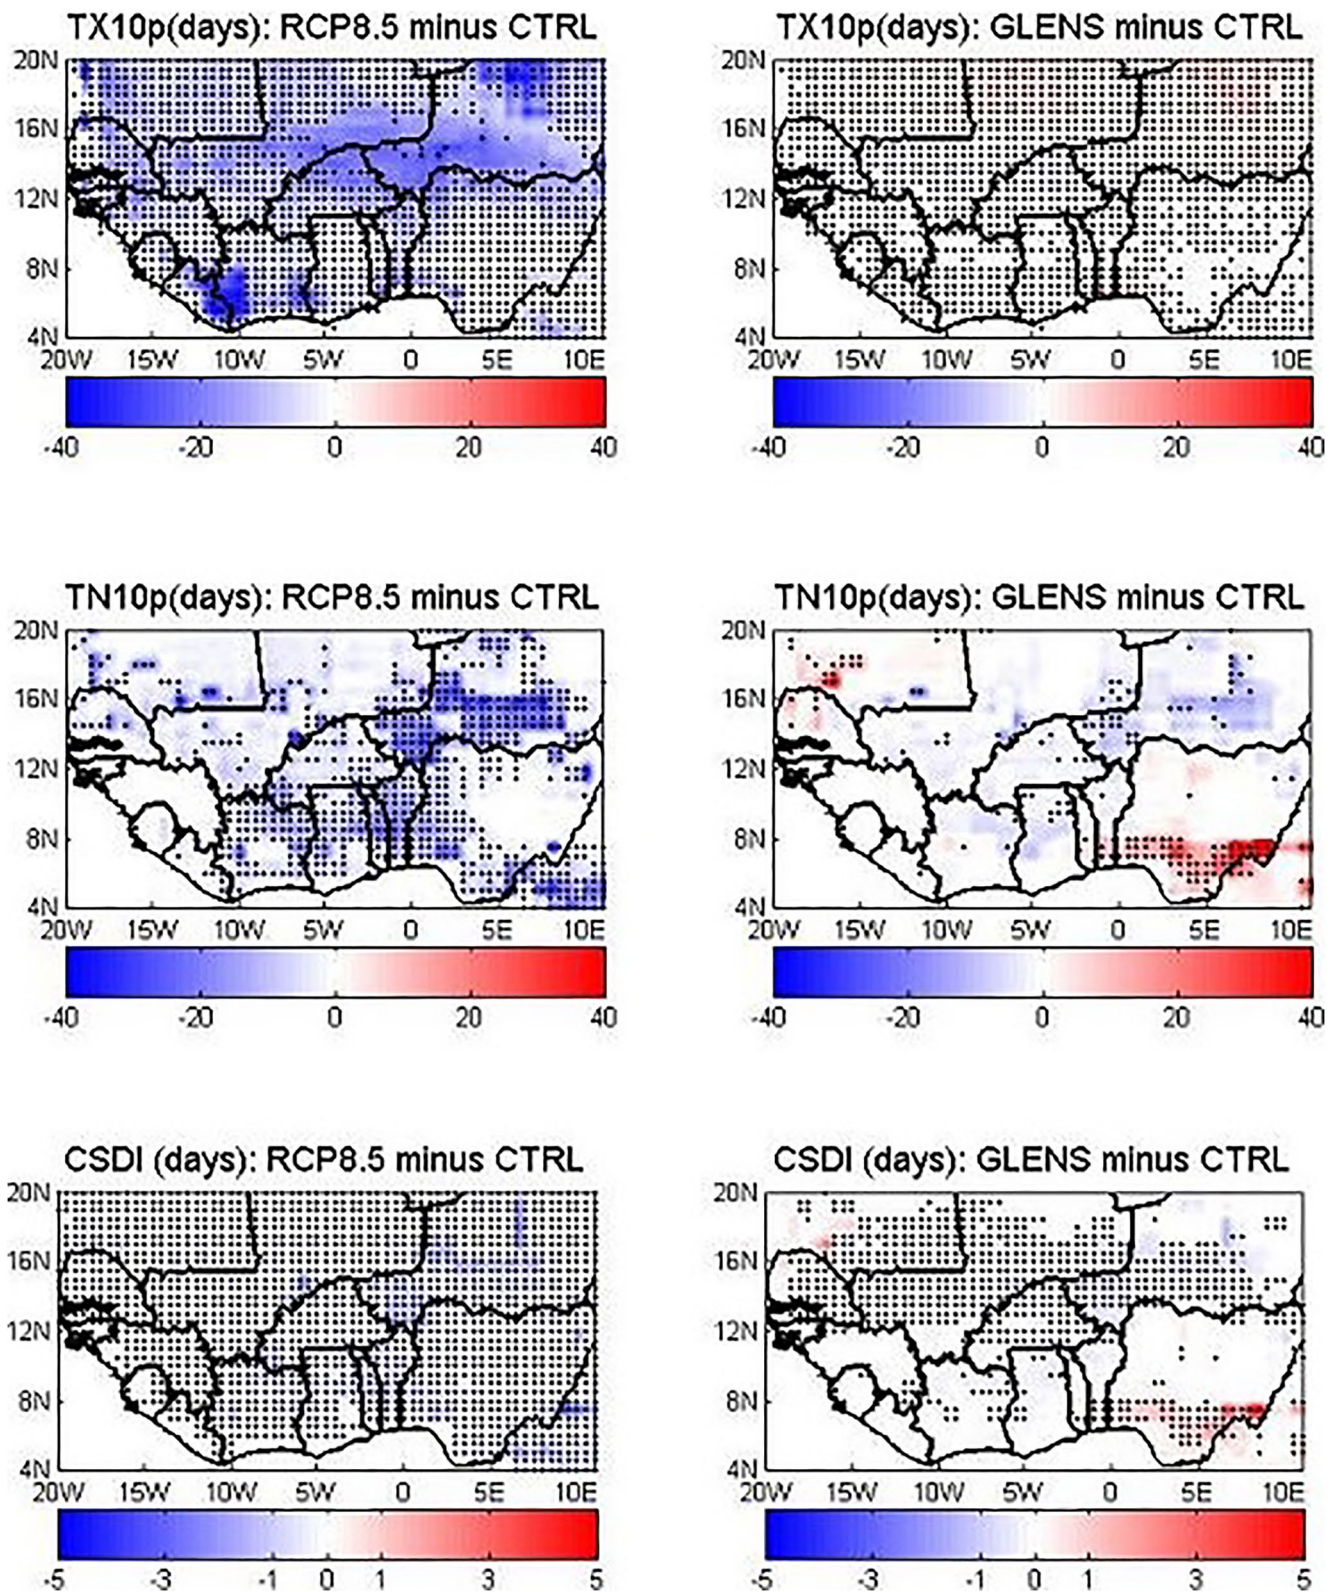 TX10p(days): RCP8.5 minus CTRL
TX10p(days): GLENS minus CTRL
20N
16N
12N
8N
4N
20W 15W 10W 5W 0 5E 10E
-40 -20 0 20 40
20N
16N
12N
8N
4N
20W 15W 10W 5W 0 5E 10E
-40 -20 0 20 40
TN10p(days): RCP8.5 minus CTRL
TN10p(days): GLENS minus CTRL
20N
16N
12N
8N
4N
20W 15W 10W 5W 0 5E 10E
-40 -20 0 20 40
20N
16N
12N
8N
4N
20W 15W 10W 5W 0 5E 10E
-40 -20 0 20 40
CSDI (days): RCP8.5 minus CTRL
CSDI (days): GLENS minus CTRL
20N
16N
12N
8N
4N
20W 15W 10W 5W 0 5E 10E
-5 -3 -1 0 1 3 5
20N
16N
12N
8N
4N
20W 15W 10W 5W 0 5E 10E
-5 -3 -1 0 1 3 5